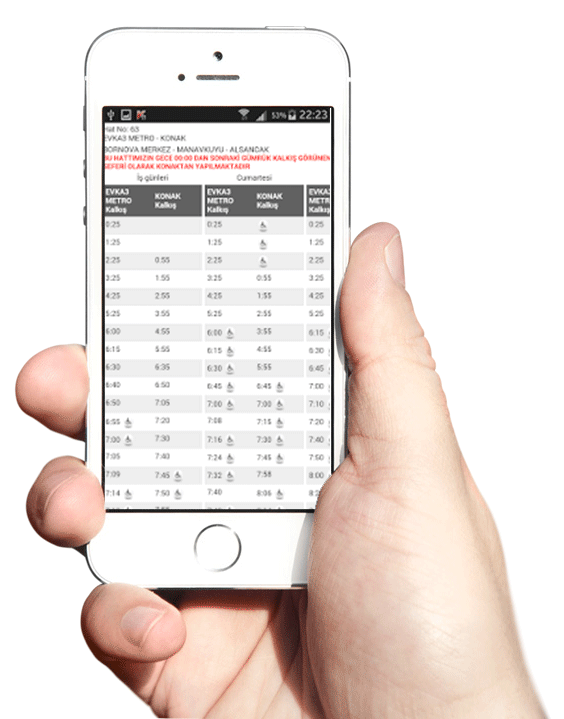 53% 22:23
Hat No: 63
EVKA3 METRO - KONAK
BORNOVA MERKEZ - MANAVKUYU - ALSANCAK
BU HATTIMIZIN GECE 00:00 DAN SONRAKİ GÜMRÜK KALKIŞ GÖRÜNEN
SEFERİ OLARAK KONAKTAN YAPILMAKTADIR
İş günleri Cumartesi
EVKA3 METRO Kalkış KONAK Kalkış EVKA3 METRO Kalkış KONAK Kalkış EVKA3
0:25 0:25 0:25
1:25 1:25 1:25
2:25 0:55 2:25 2:25
3:25 1:55 3:25 0:55 3:25
4:25 2:55 4:25 1:55 4:25
5:25 3:55 5:25 2:55 5:25
6:00 4:55 6:00 3:55 6:15
6:15 5:55 6:15 4:55 6:30
6:30 6:35 6:30 5:55 6:45
6:40 6:50 6:45 6:45 7:00
6:50 7:05 7:00 7:00 7:10
6:55 7:20 7:08 7:15 7:20
7:00 7:30 7:16 7:30 7:40
7:05 7:40 7:24 7:45 7:50
7:09 7:45 7:32 7:58 8:00
7:14 7:50 7:40 8:06